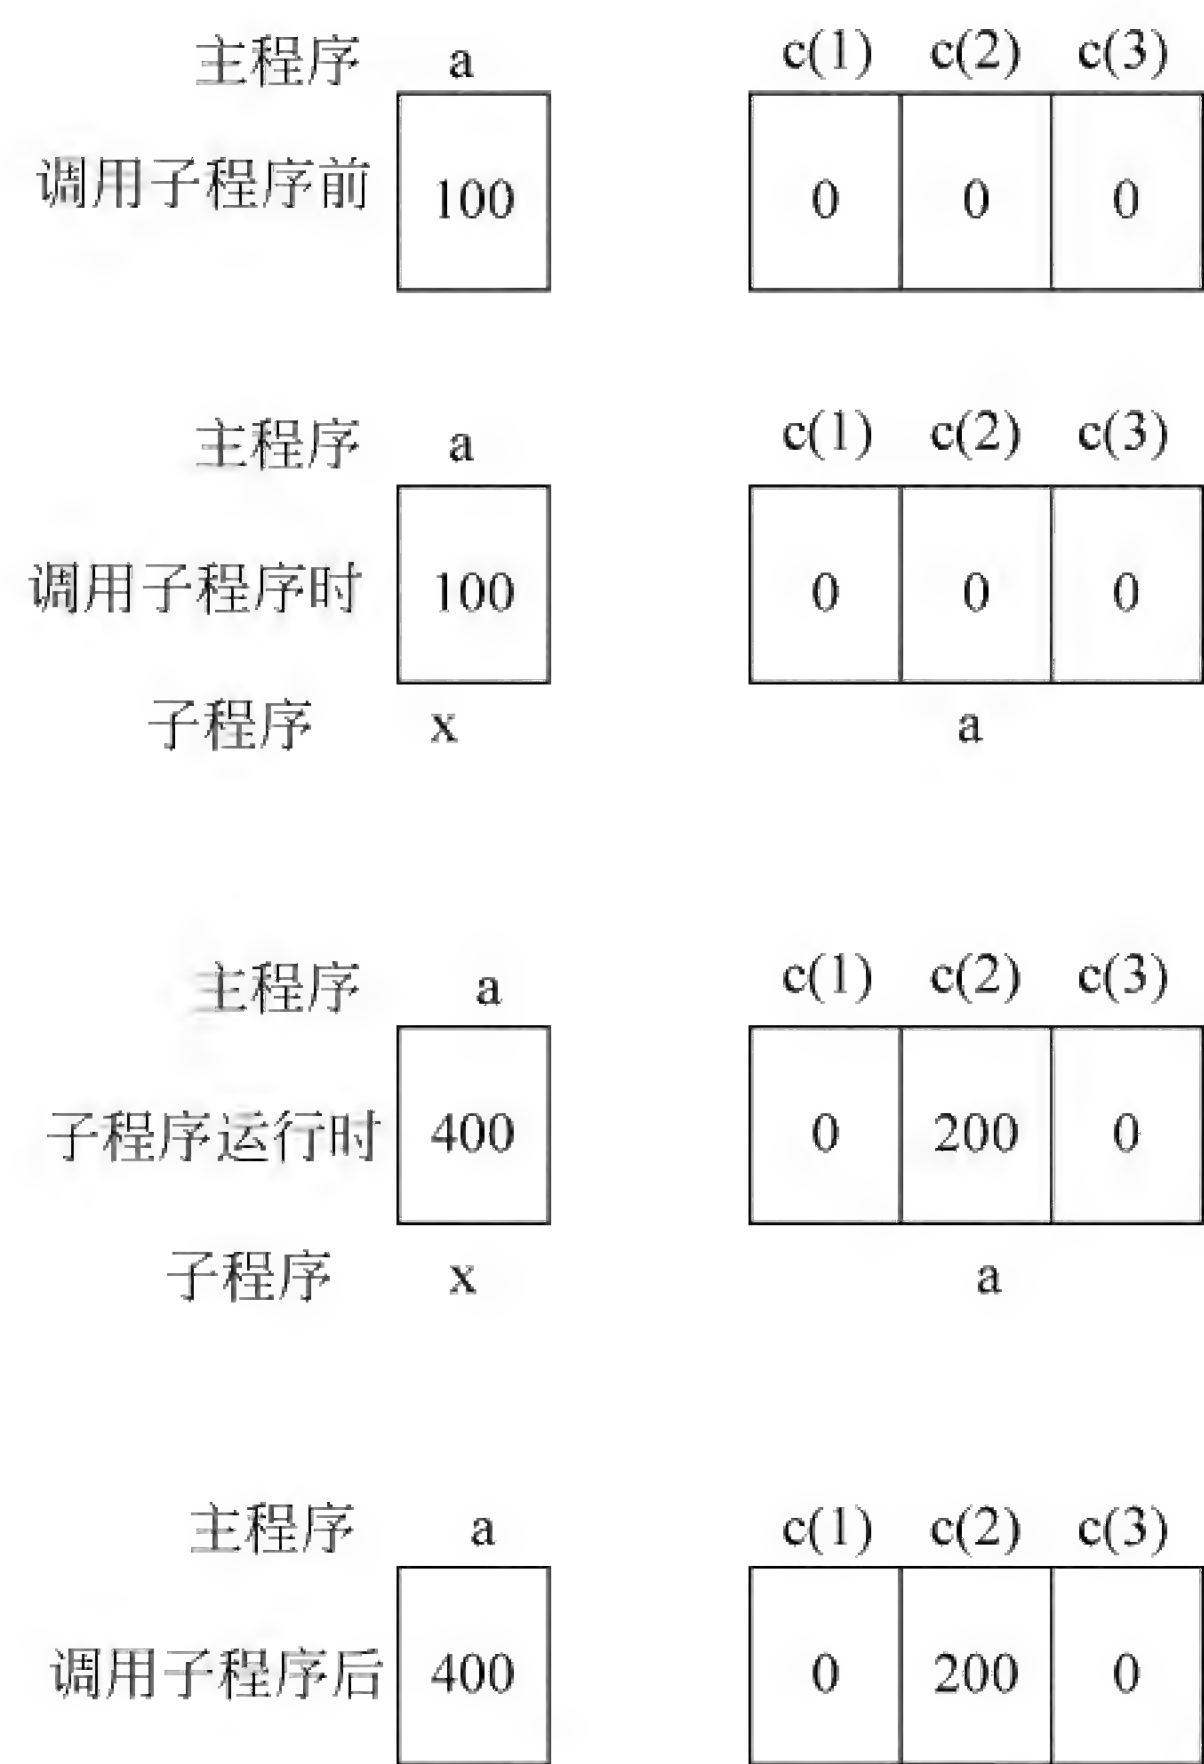 主程序 a c(1) c(2) c(3)
调用子程序前 100 0 0 0
主程序 a c(1) c(2) c(3)
调用子程序时 100 0 0 0
子程序 x a
主程序 a c(1) c(2) c(3)
子程序运行时 400 0 200 0
子程序 x a
主程序 a c(1) c(2) c(3)
调用子程序后 400 0 200 0